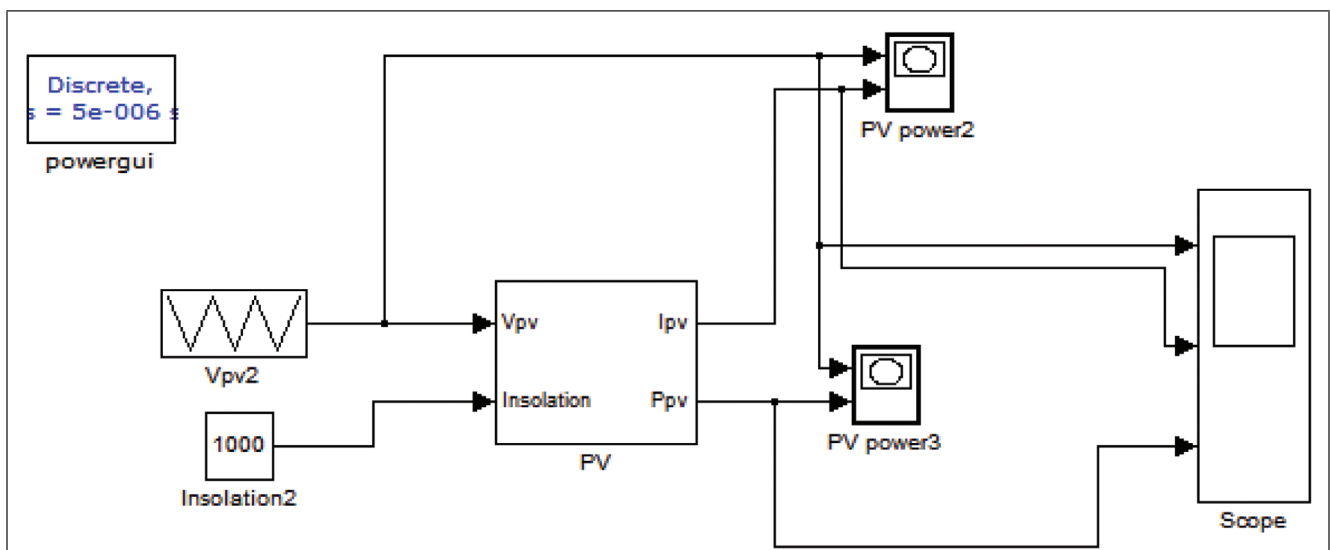 Discrete,
s = 5e-006 s
powergui
PV power2
Vpv2
Vpv
Ipv
Insolation
Ppv
PV
1000
Insolation2
PV power3
Scope